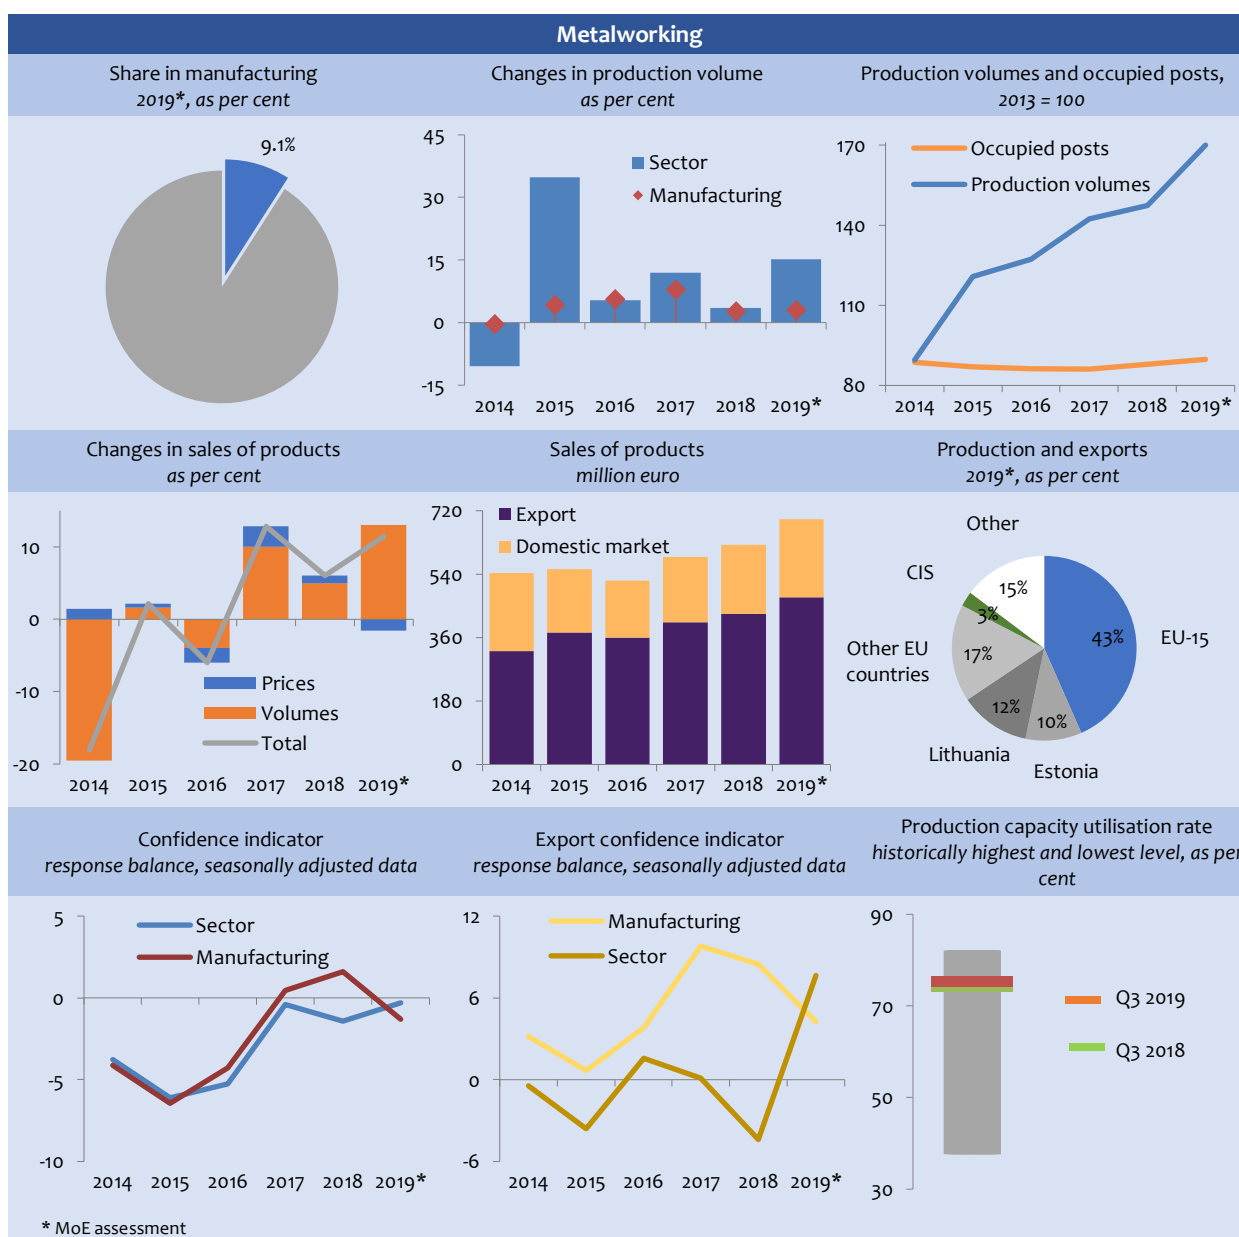 Metalworking
Share in manufacturing
2019*, as per cent
9.1%
Changes in production volume
as per cent
45
30
15
0
-15
Sector
Manufacturing
2014 2015 2016 2017 2018 2019*
Production volumes and occupied posts,
2013 = 100
170
140
110
80
Occupied posts
Production volumes
2014 2015 2016 2017 2018 2019*
Changes in sales of products
as per cent
10
0
-10
-20
Prices
Volumes
Total
2014 2015 2016 2017 2018 2019*
Sales of products
million euro
720
540
360
180
0
Export
Domestic market
2014 2015 2016 2017 2018 2019*
Production and exports
2019*, as per cent
Other
15%
CIS
3%
43%
EU-15
Other EU
countries
17%
12%
10%
Lithuania
Estonia
Confidence indicator
response balance, seasonally adjusted data
5
0
-5
-10
Sector
Manufacturing
2014 2015 2016 2017 2018 2019*
Export confidence indicator
response balance, seasonally adjusted data
12
6
0
-6
Manufacturing
Sector
2014 2015 2016 2017 2018 2019*
Production capacity utilisation rate
historically highest and lowest level, as per
cent
90
70
50
30
Q3 2019
Q3 2018
* MoE assessment